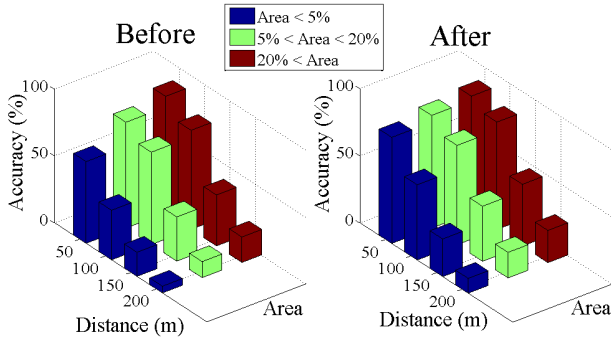 Before
After
Area < 5%
5% < Area < 20%
20% < Area
Accuracy (%)
100
50
0
50
100
150
200
Distance (m)
Area
Accuracy (%)
100
50
0
50
100
150
200
Distance (m)
Area